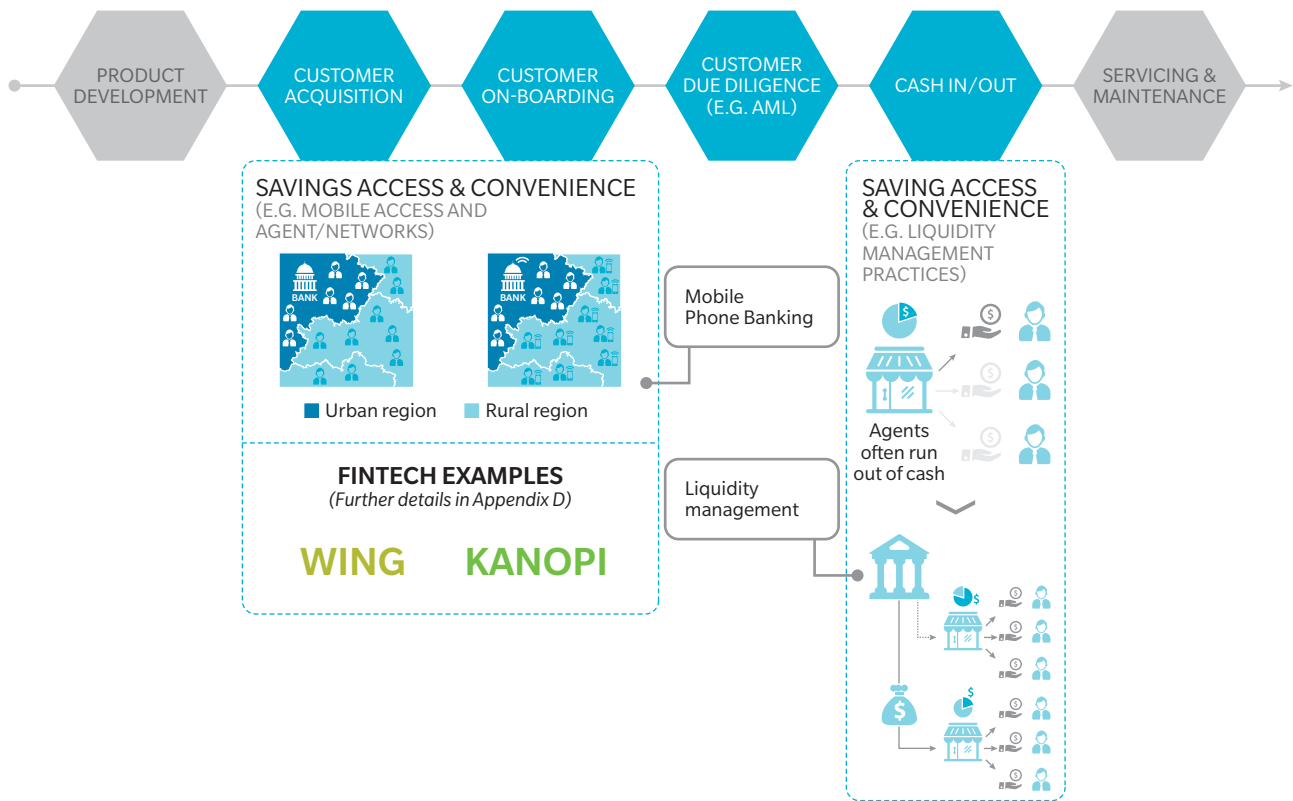 PRODUCT
DEVELOPMENT
CUSTOMER
ACQUISITION
CUSTOMER
ON-BOARDING
CUSTOMER
DUE DILIGENCE
(E.G. AML)
CASH IN/OUT
SERVICING &
MAINTENANCE
SAVINGS ACCESS & CONVENIENCE
(E.G. MOBILE ACCESS AND
AGENT/NETWORKS)
BANK
BANK
Urban region
Rural region
Mobile
Phone Banking
FINTECH EXAMPLES
(Further details in Appendix D)
WING
KANOPI
Liquidity
management
SAVING ACCESS
& CONVENIENCE
(E.G. LIQUIDITY
MANAGEMENT
PRACTICES)
$
$
$
$
Agents
often run
out of cash
$
$
$
$
$
$
$
$
$